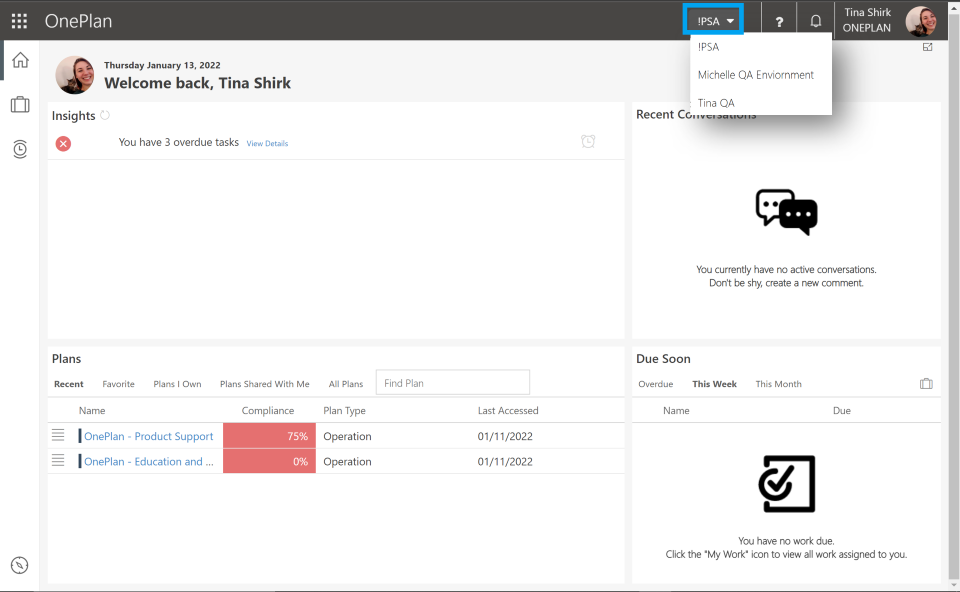 OnePlan
!PSA
?
Tina Shirk
ONEPLAN
!PSA
Michelle QA Enviornment
Tina QA
Thursday January 13, 2022
Welcome back, Tina Shirk
Insights
You have 3 overdue tasks View Details
Recent Conversations
You currently have no active conversations.
Don't be shy, create a new comment.
Plans
Recent Favorite Plans I Own Plans Shared With Me All Plans Find Plan
Name Compliance Plan Type Last Accessed
OnePlan - Product Support 75% Operation 01/11/2022
OnePlan - Education and ... 0% Operation 01/11/2022
Due Soon
Overdue This Week This Month
Name Due
You have no work due.
Click the "My Work" icon to view all work assigned to you.